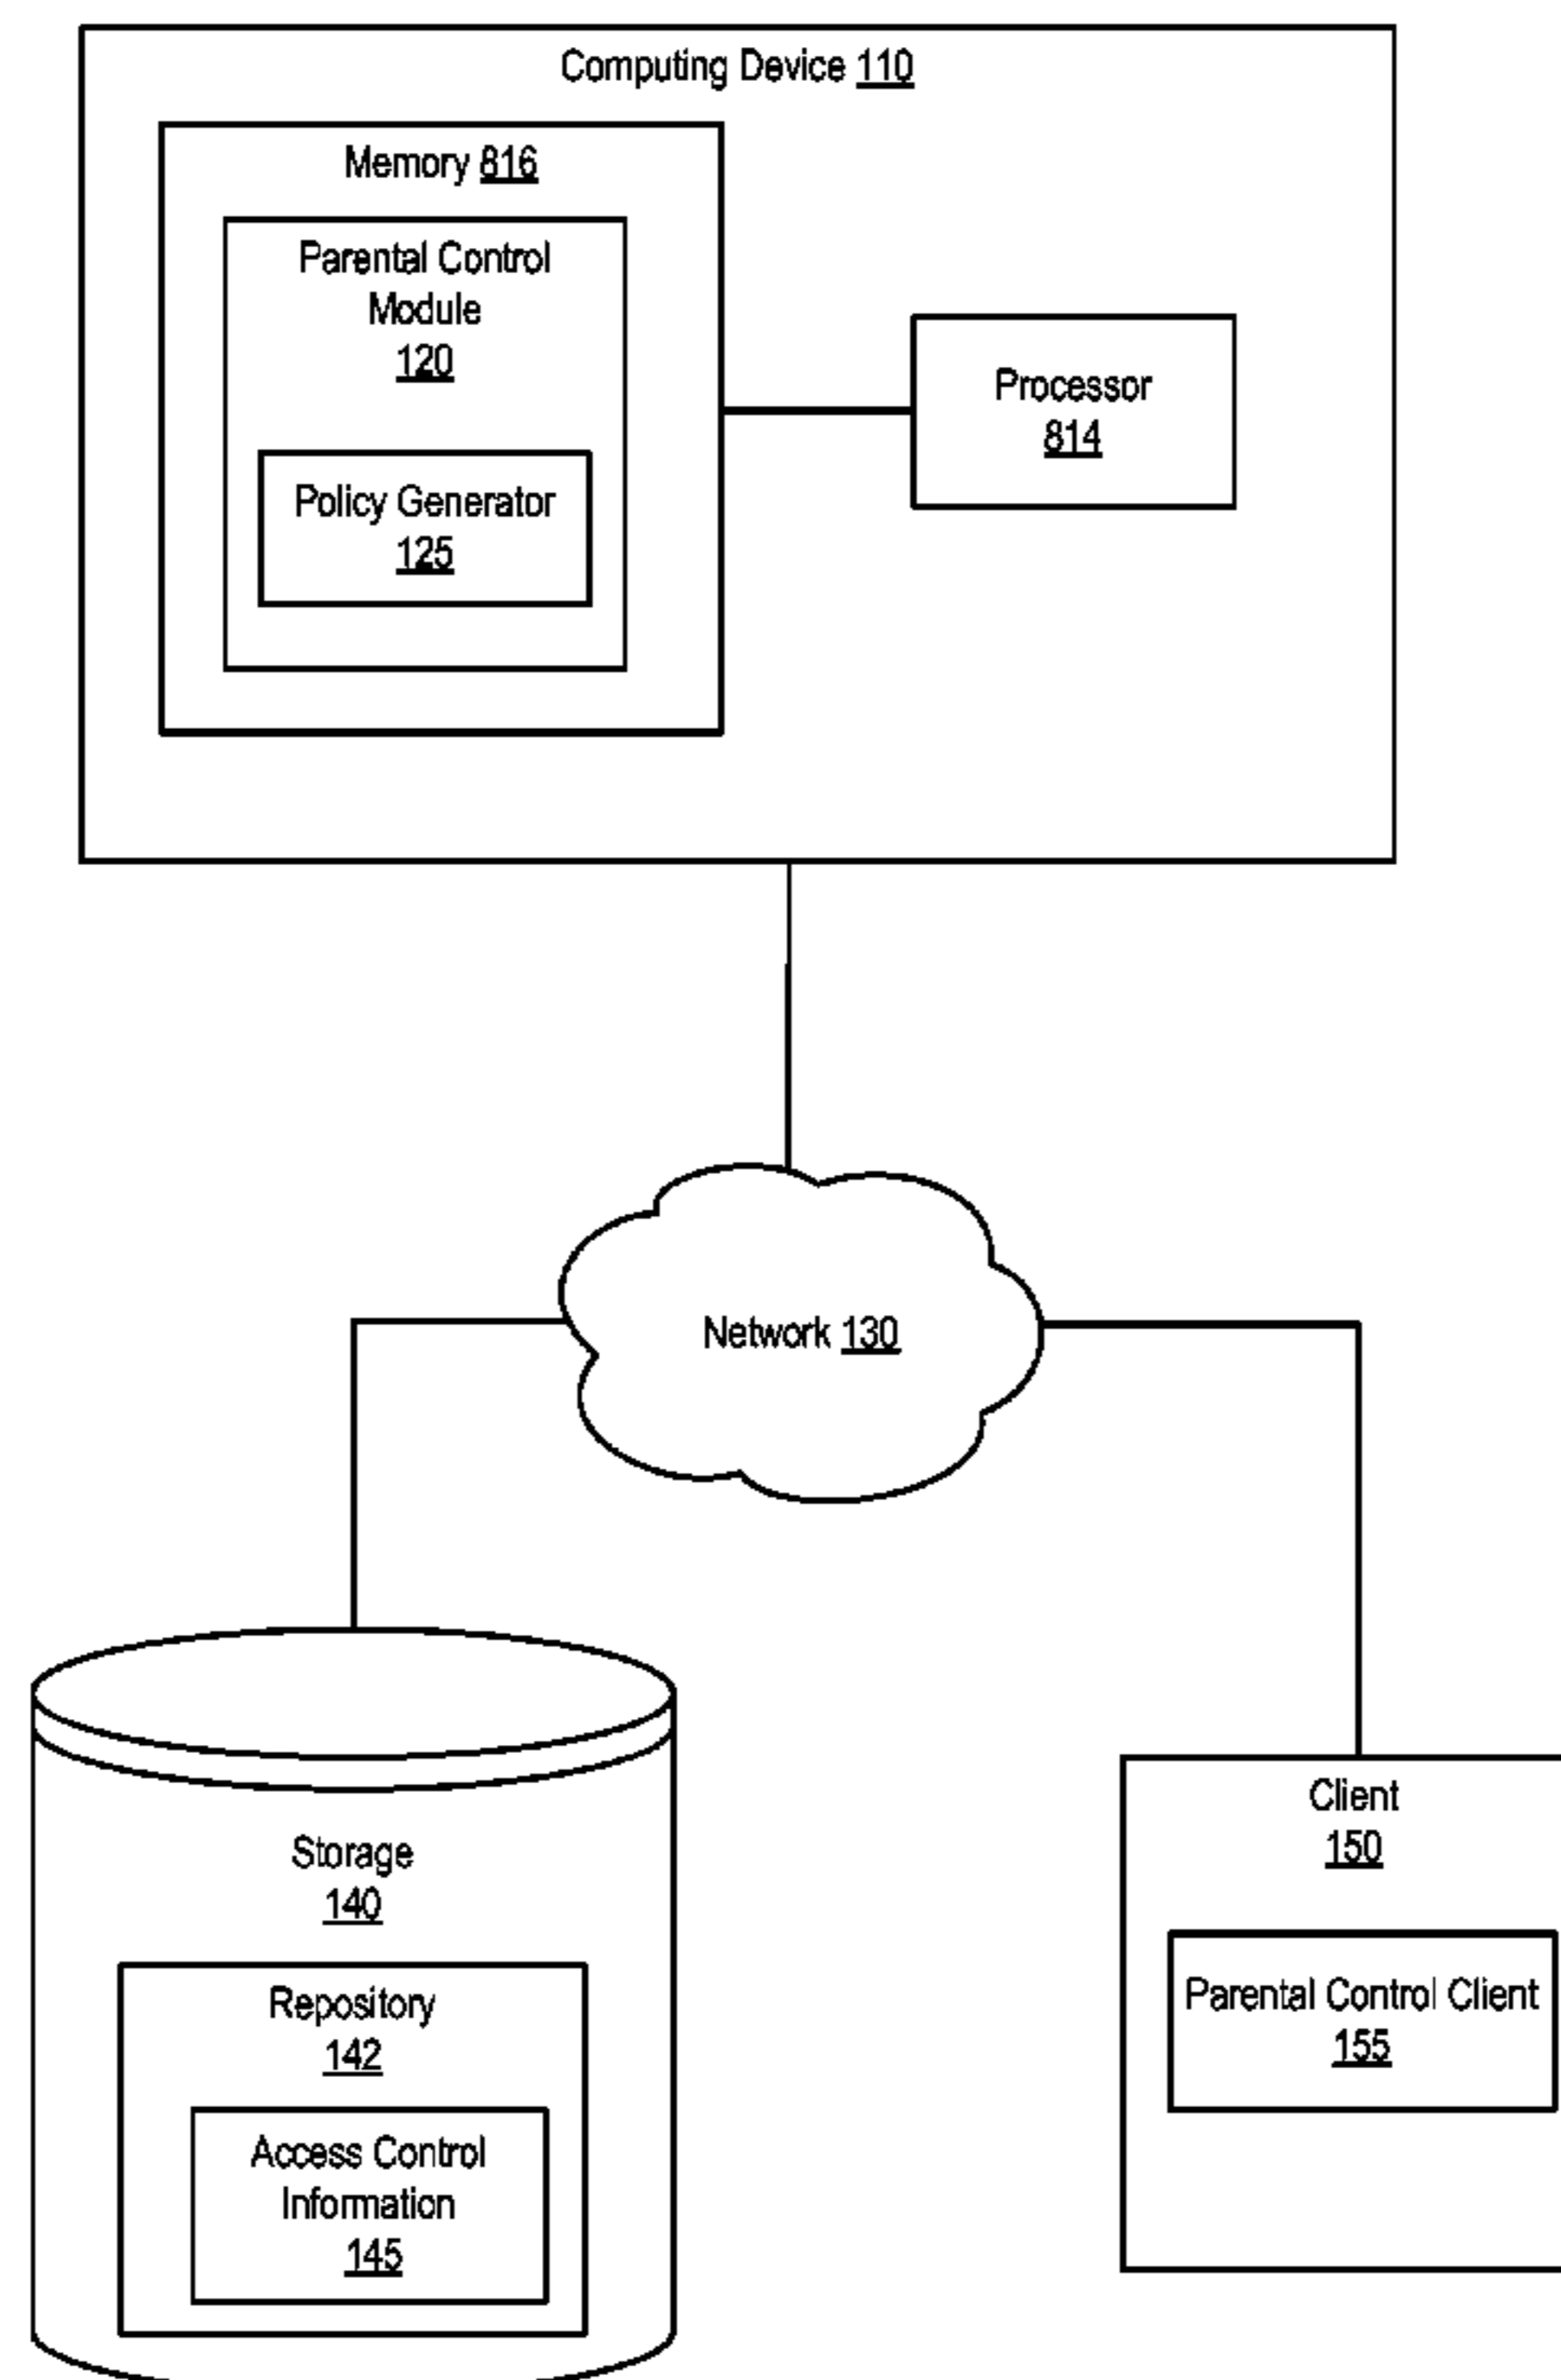 Computing Device 110
Memory 816
Parental Control
Module
120
Processor
814
Policy Generator
125
Network 130
Storage
140
Repository
142
Access Control
Information
145
Client
150
Parental Control Client
155